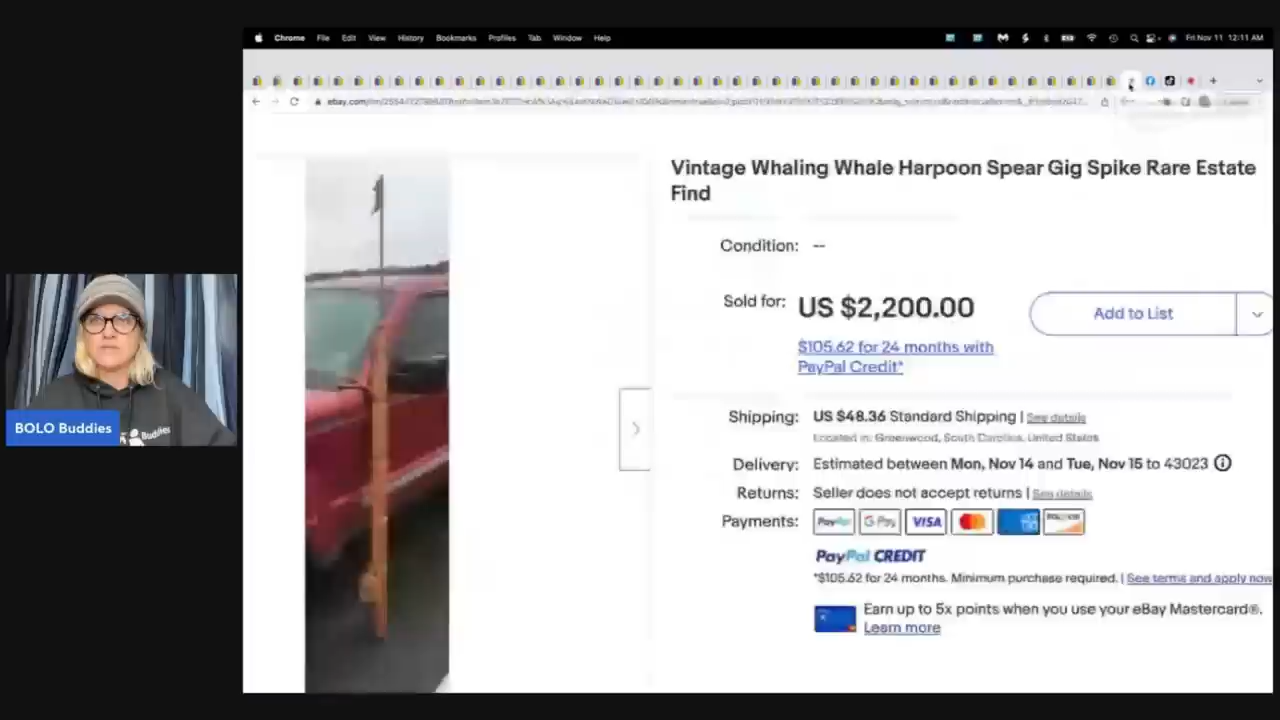 Chrome File Edit View History Bookmarks Profiles Tab Window Help Fri Nov 11 12:11 AM
Vintage Whaling Whale Harpoon Spear Gig Spike Rare Estate
Find
Condition: --
Sold for: US $2,200.00
Add to List
$105.62 for 24 months with
PayPal Credit*
Shipping: US $48.36 Standard Shipping | See details
Located in: Greenwood, South Carolina, United States
Delivery: Estimated between Mon, Nov 14 and Tue, Nov 15 to 43023
Returns: Seller does not accept returns | See details
Payments: PayPal G Pay VISA
PayPal CREDIT
*$105.62 for 24 months. Minimum purchase required. | See terms and apply now
Earn up to 5x points when you use your eBay Mastercard®.
Learn more
BOLO Buddies
Buddies